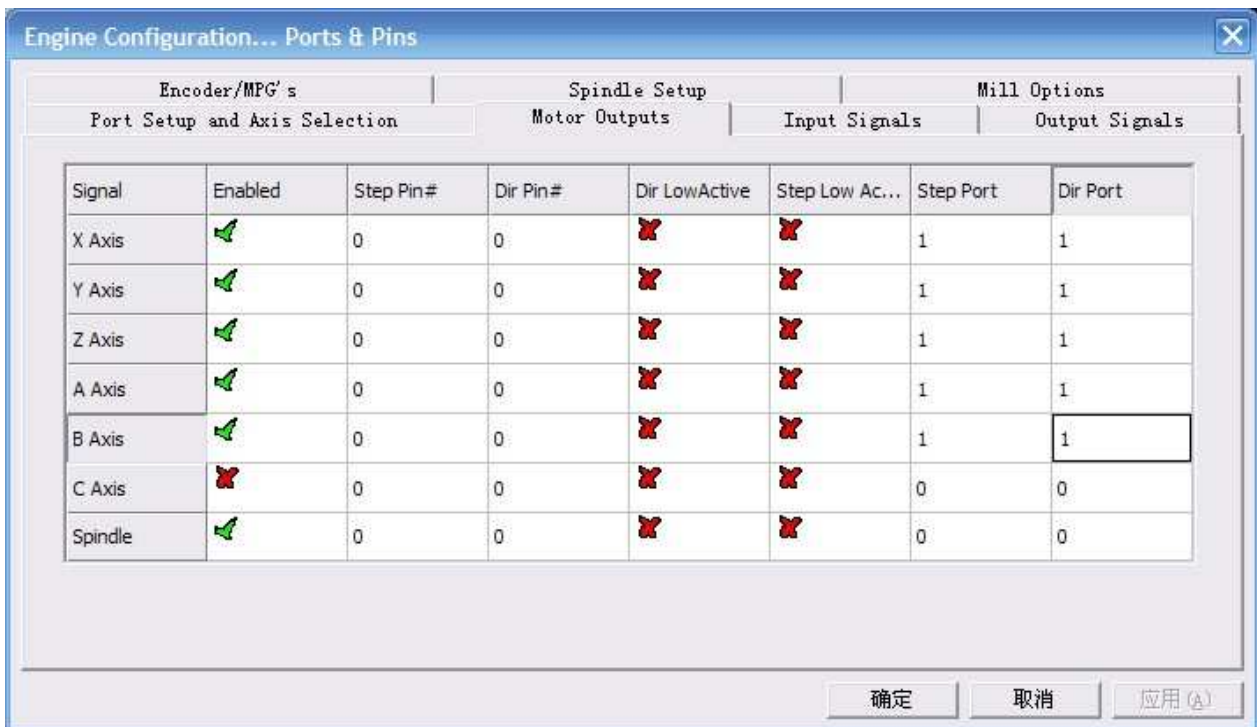 Engine Configuration... Ports & Pins
Encoder/MPG's Spindle Setup Mill Options
Port Setup and Axis Selection Motor Outputs Input Signals Output Signals
Signal Enabled Step Pin# Dir Pin# Dir LowActive Step Low Ac... Step Port Dir Port
X Axis 0 0 1 1
Y Axis 0 0 1 1
Z Axis 0 0 1 1
A Axis 0 0 1 1
B Axis 0 0 1 1
C Axis 0 0 0 0
Spindle 0 0 0 0
确定 取消 应用(A)